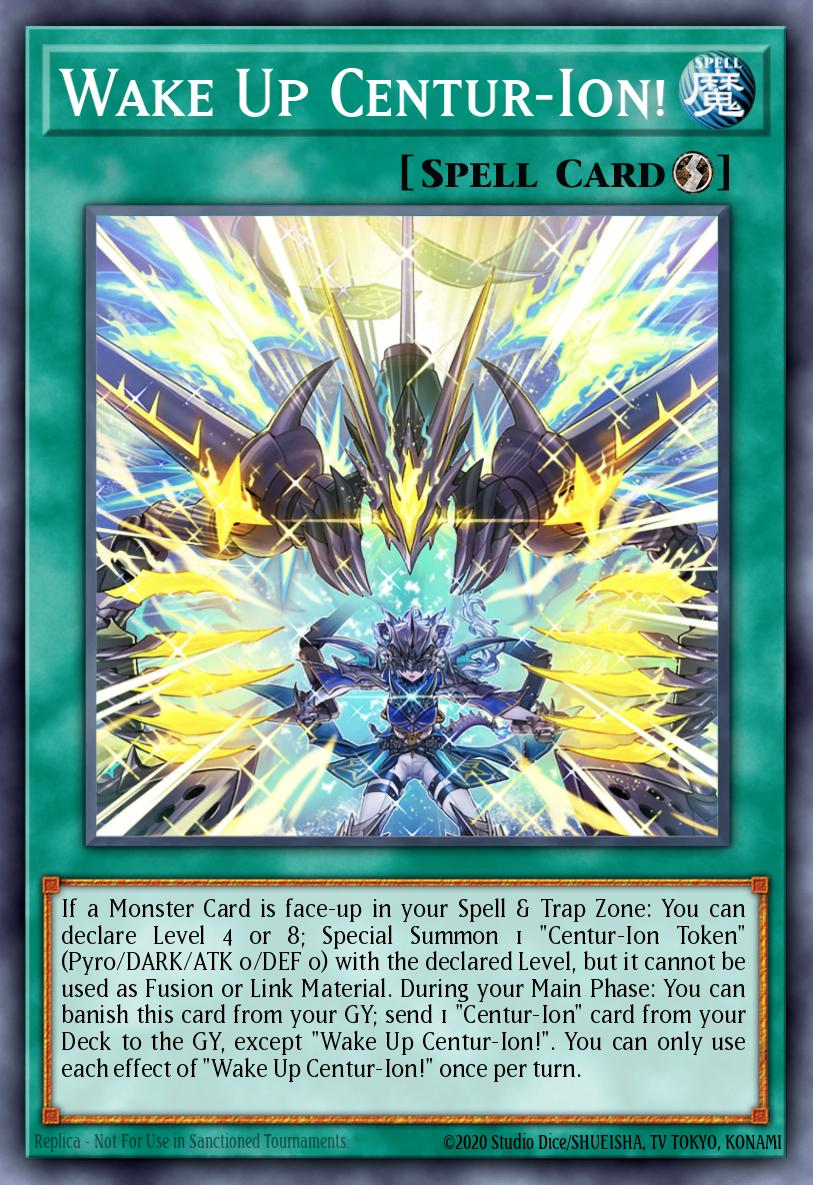 Wake Up Centur-Ion!
SPELL
魔
[Spell Card]
If a Monster Card is face-up in your Spell & Trap Zone: You can
declare Level 4 or 8; Special Summon 1 "Centur-Ion Token"
(Pyro/DARK/ATK 0/DEF 0) with the declared Level, but it cannot be
used as Fusion or Link Material. During your Main Phase: You can
banish this card from your GY; send 1 "Centur-Ion" card from your
Deck to the GY, except "Wake Up Centur-Ion!". You can only use
each effect of "Wake Up Centur-Ion!" once per turn.
Replica - Not For Use in Sanctioned Tournaments.
©2020 Studio Dice/SHUEISHA, TV TOKYO, KONAMI